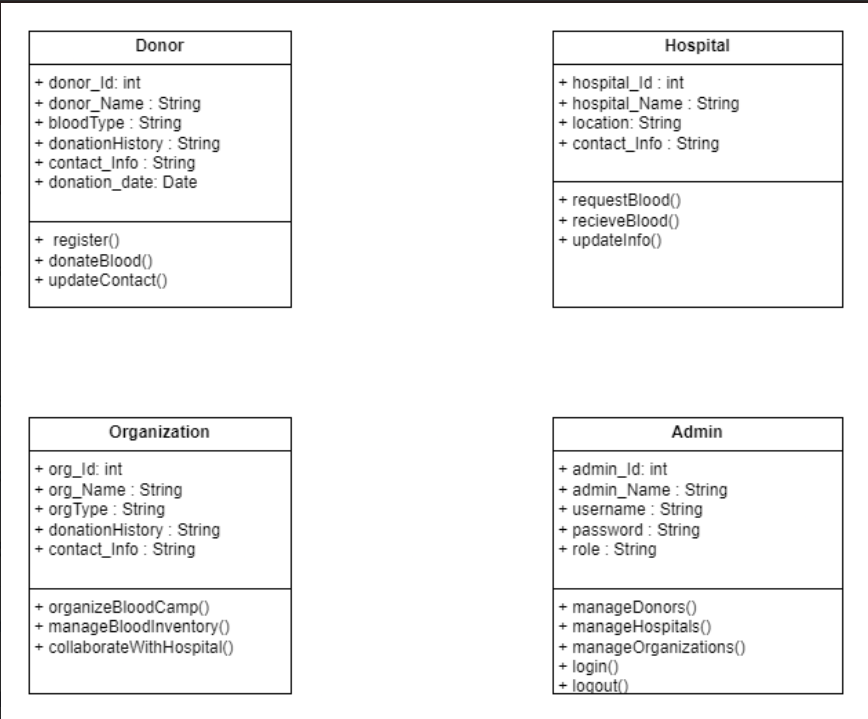 Donor
+ donor_Id: int
+ donor_Name : String
+ bloodType : String
+ donationHistory : String
+ contact_Info : String
+ donation_date: Date
+ register()
+ donateBlood()
+ updateContact()
Hospital
+ hospital_Id : int
+ hospital_Name : String
+ location: String
+ contact_Info : String
+ requestBlood()
+ recieveBlood()
+ updateInfo()
Organization
+ org_Id: int
+ org_Name : String
+ orgType : String
+ donationHistory : String
+ contact_Info : String
+ organizeBloodCamp()
+ manageBloodInventory()
+ collaborateWithHospital()
Admin
+ admin_Id: int
+ admin_Name : String
+ username : String
+ password : String
+ role : String
+ manageDonors()
+ manageHospitals()
+ manageOrganizations()
+ login()
+ logout()